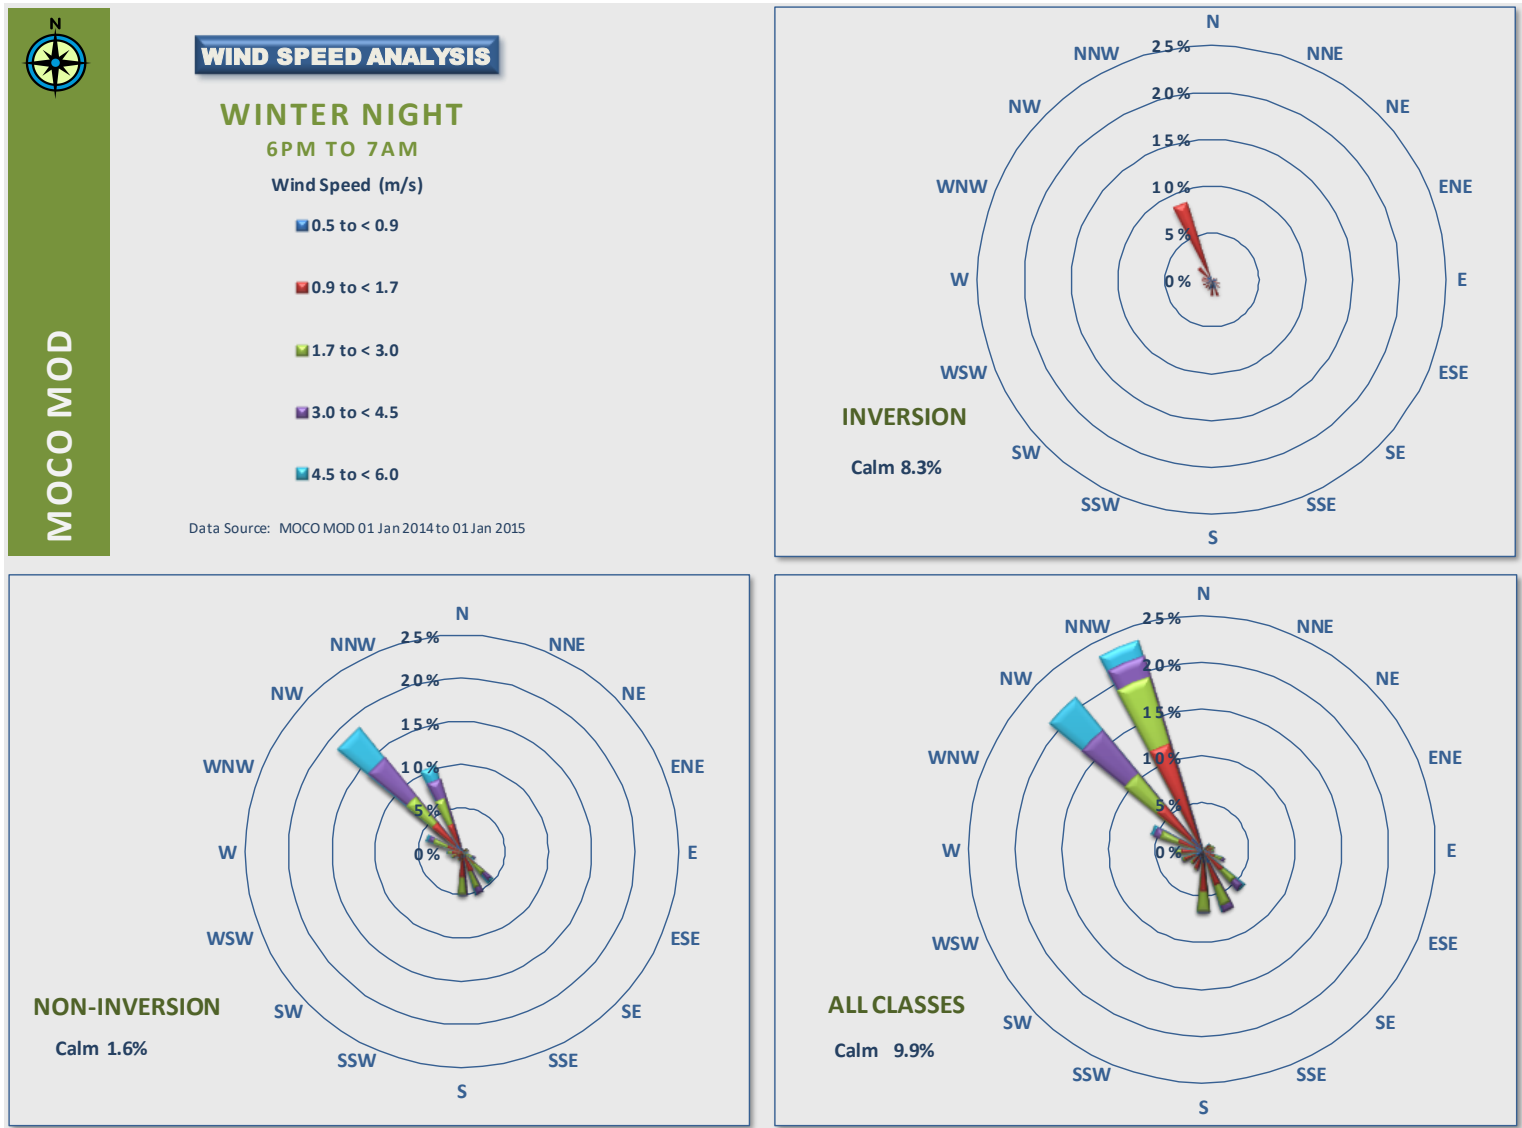 N
MOCO MOD
WIND SPEED ANALYSIS
WINTER NIGHT
6PM TO 7AM
Wind Speed (m/s)
0.5 to < 0.9
0.9 to < 1.7
1.7 to < 3.0
3.0 to < 4.5
4.5 to < 6.0
Data Source: MOCO MOD 01 Jan 2014 to 01 Jan 2015
N
NNE
NE
ENE
E
ESE
SE
SSE
S
SSW
SW
WSW
W
WNW
NW
NNW
25%
20%
15%
10%
5%
0%
INVERSION
Calm 8.3%
N
NNE
NE
ENE
E
ESE
SE
SSE
S
SSW
SW
WSW
W
WNW
NW
NNW
25%
20%
15%
10%
5%
0%
NON-INVERSION
Calm 1.6%
N
NNE
NE
ENE
E
ESE
SE
SSE
S
SSW
SW
WSW
W
WNW
NW
NNW
25%
20%
15%
10%
5%
0%
ALL CLASSES
Calm 9.9%